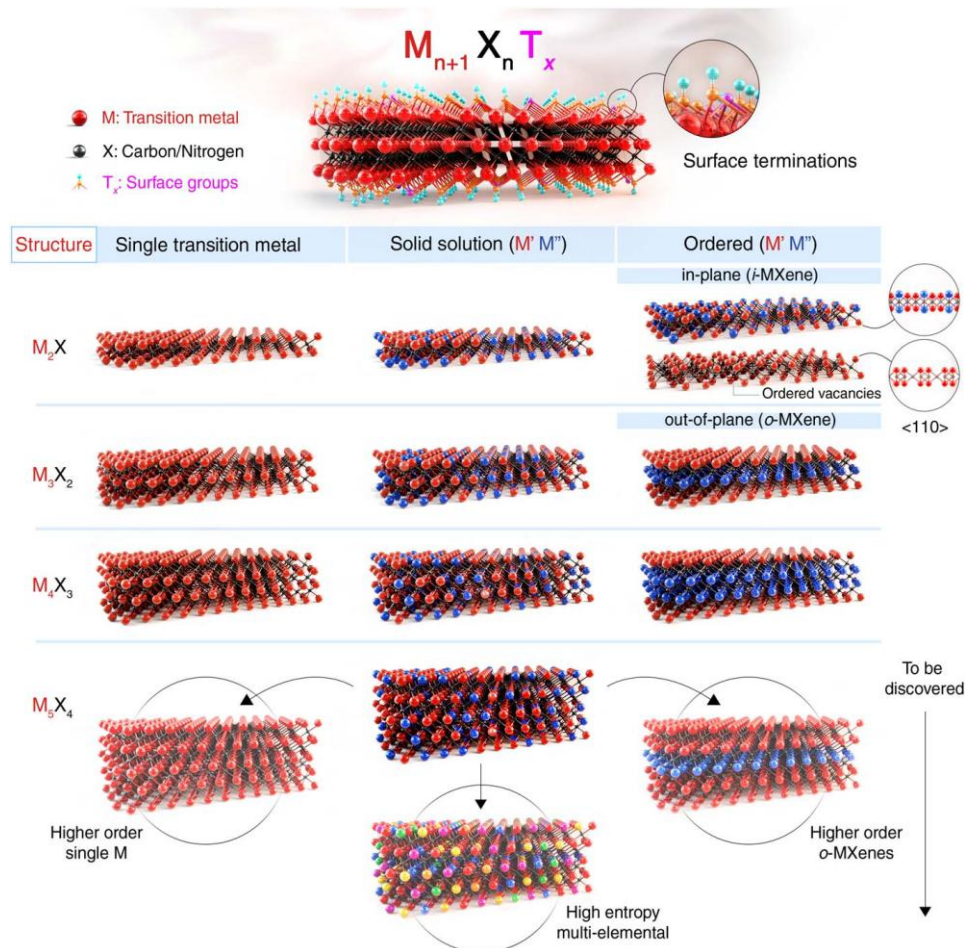 Mn+1XnTx
M: Transition metal
X: Carbon/Nitrogen
Tx: Surface groups
Surface terminations
Structure
Single transition metal
Solid solution (M' M'')
Ordered (M' M'')
in-plane (i-MXene)
M2X
Ordered vacancies
<110>
out-of-plane (o-MXene)
M3X2
M4X3
To be
discovered
M5X4
Higher order
single M
Higher order
o-MXenes
High entropy
multi-elemental